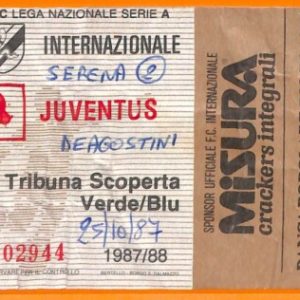 C LEGA NAZIONALE SERIE A
INTERNAZIONALE
SERENA ②
JUVENTUS
DEAGOSTINI
Tribuna Scoperta
Verde/Blu
25/10/87
02944
1987/88
SPONSOR UFFICIALE F.C. INTERNAZIONALE
MiSURA
crackers integrali